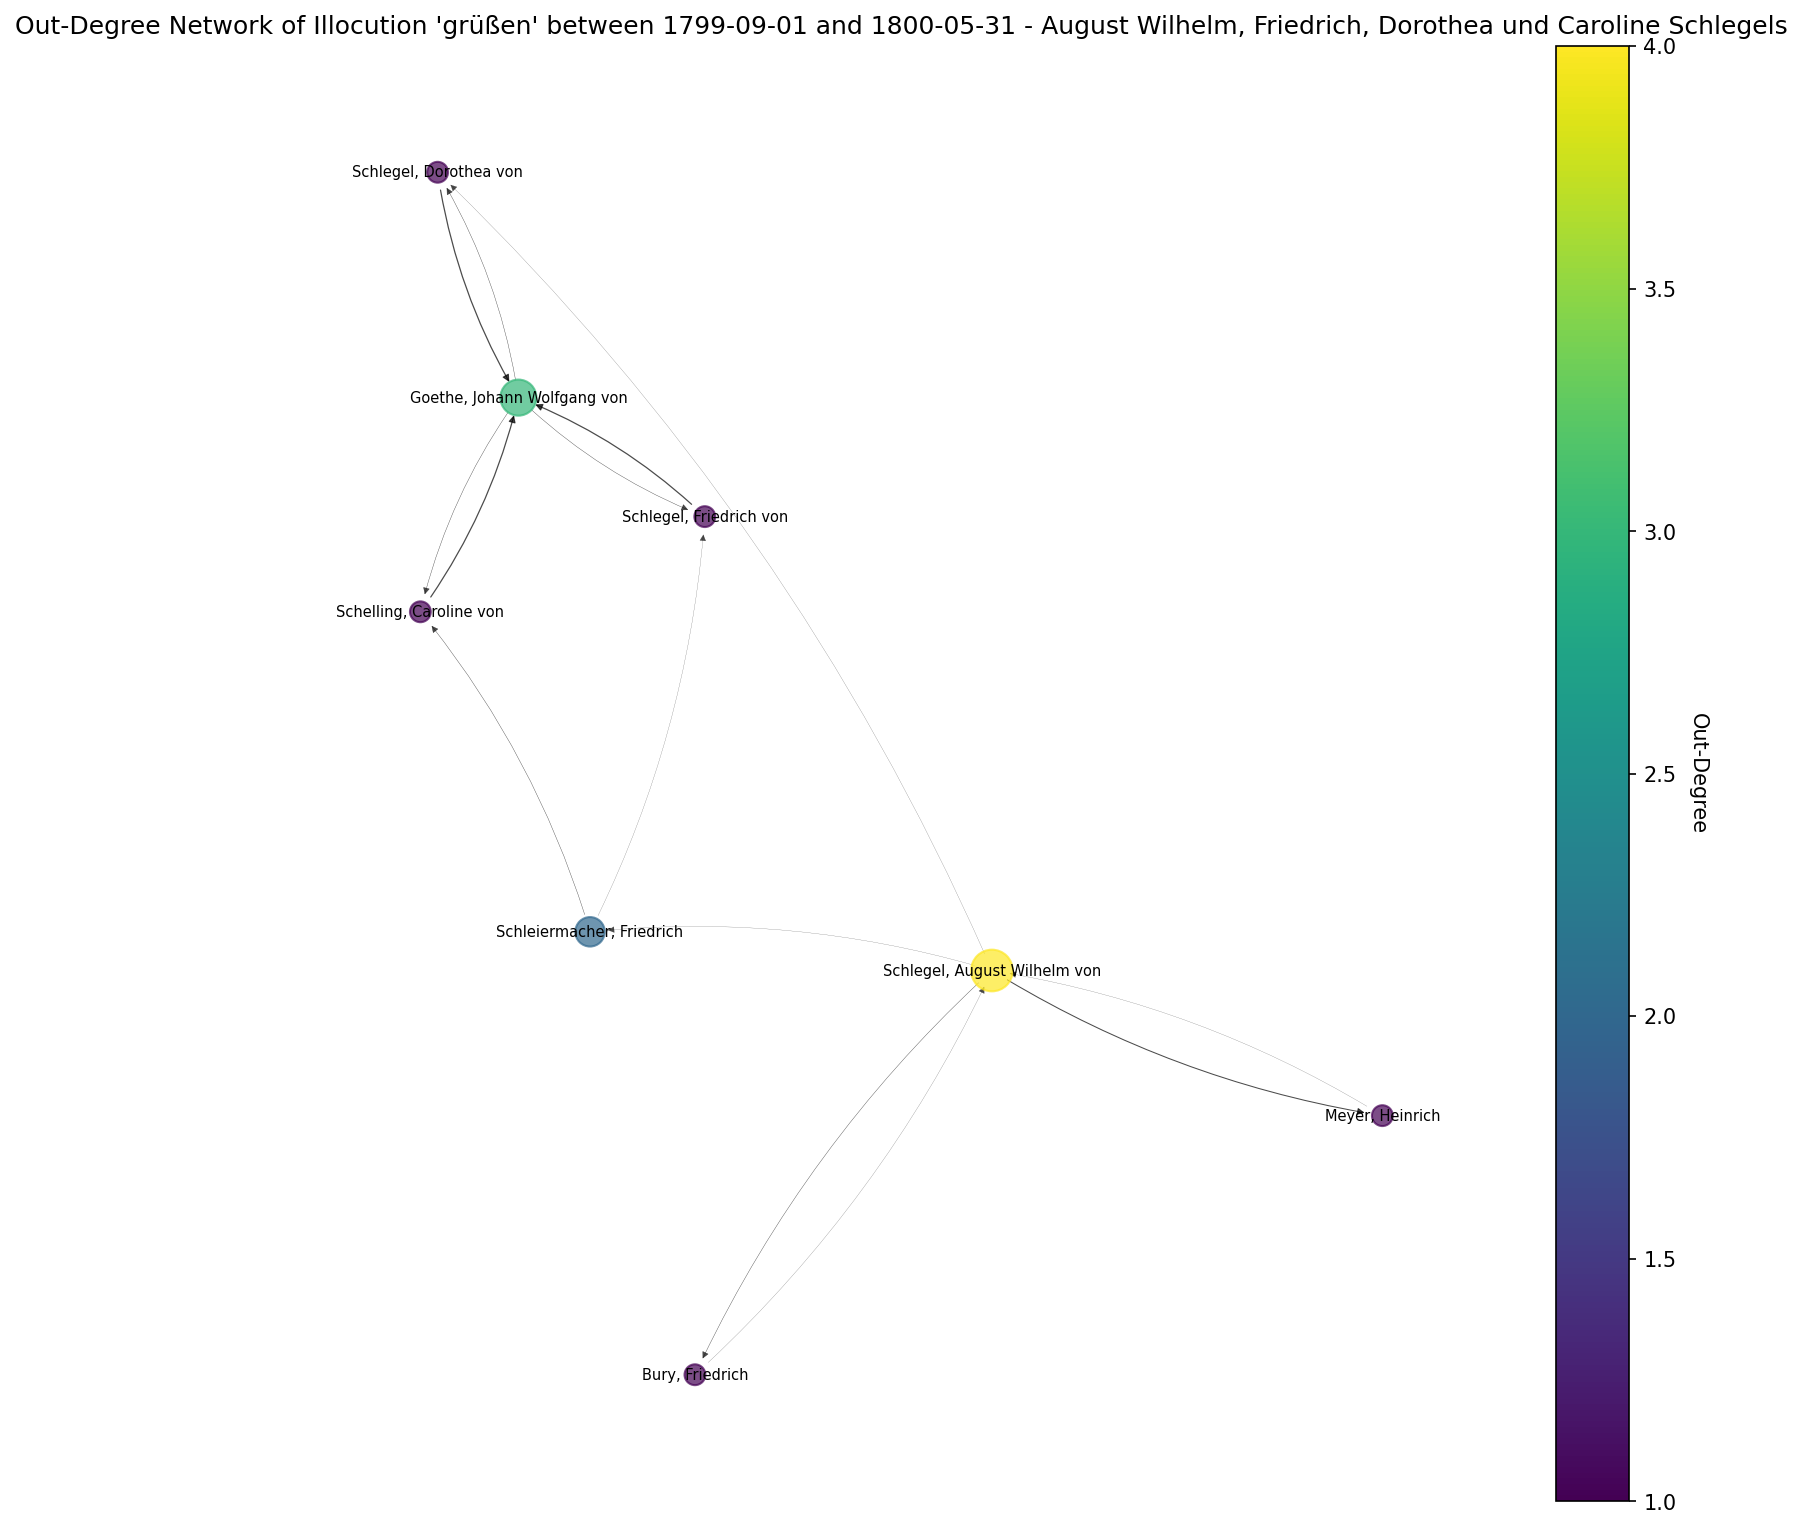 Out-Degree Network of Illocution 'grüßen' between 1799-09-01 and 1800-05-31 - August Wilhelm, Friedrich, Dorothea und Caroline Schlegels
Schlegel, Dorothea von
Goethe, Johann Wolfgang von
Schlegel, Friedrich von
Schelling, Caroline von
Schleiermacher, Friedrich
Schlegel, August Wilhelm von
Meyer, Heinrich
Bury, Friedrich
4.0
3.5
3.0
2.5
2.0
1.5
1.0
Out-Degree